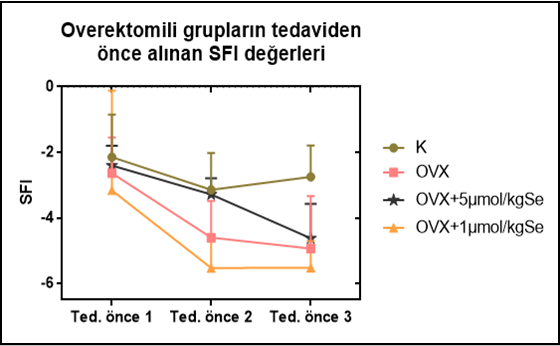 Overektomili grupların tedaviden
önce alınan SFI değerleri
0
-2
-4
-6
SFI
Ted. önce 1
Ted. önce 2
Ted. önce 3
K
OVX
OVX+5µmol/kgSe
OVX+1µmol/kgSe